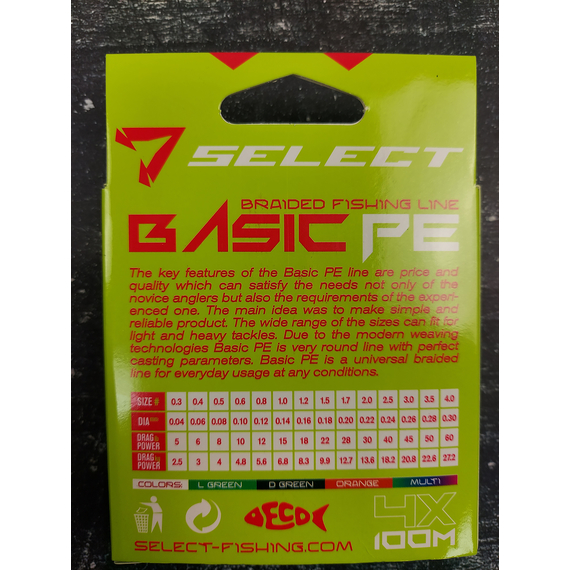 SELECT
BRAIDED FISHING LINE
BASIC PE
The key features of the Basic PE line are price and
quality which can satisfy the needs not only of the
novice anglers but also the requirements of the experi-
enced one. The main idea was to make simple and
reliable product. The wide range of the sizes can fit for
light and heavy tackles. Due to the modern weaving
technologies Basic PE is very round line with perfect
casting parameters. Basic PE is a universal braided
line for everyday usage at any conditions.
SIZE # 0.3 0.4 0.5 0.6 0.8 1.0 1.2 1.5 1.7 2.0 2.5 3.0 3.5 4.0
DIA 0.04 0.06 0.08 0.10 0.12 0.14 0.16 0.18 0.20 0.22 0.24 0.26 0.28 0.30
DRAG POWER 5 6 8 10 12 15 18 22 28 30 40 45 50 60
DRAG POWER 2.5 3 4 4.8 5.6 6.8 8.3 9.9 12.7 13.6 18.2 20.8 22.6 27.2
COLORS: L GREEN D GREEN ORANGE MULTI
ECO
4X
100M
SELECT-FISHING.COM